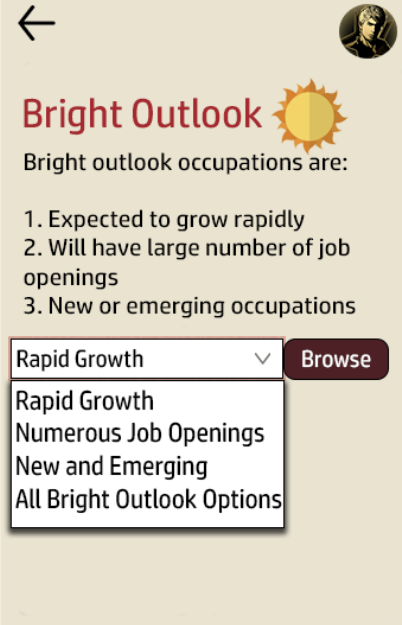 Bright Outlook
Bright outlook occupations are:
1. Expected to grow rapidly
2. Will have large number of job
openings
3. New or emerging occupations
Rapid Growth
Browse
Rapid Growth
Numerous Job Openings
New and Emerging
All Bright Outlook Options